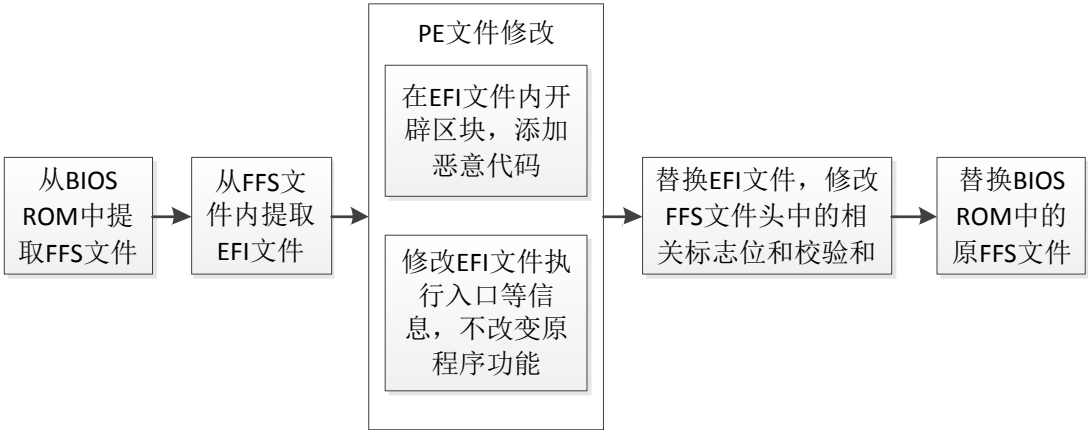 从BIOS
ROM中提
取FFS文件
从FFS文
件内提取
EFI文件
PE文件修改
在EFI文件内开
辟区块，添加
恶意代码
修改EFI文件执
行入口等信
息，不改变原
程序功能
替换EFI文件，修改
FFS文件头中的相
关标志位和校验和
替换BIOS
ROM中的
原FFS文件